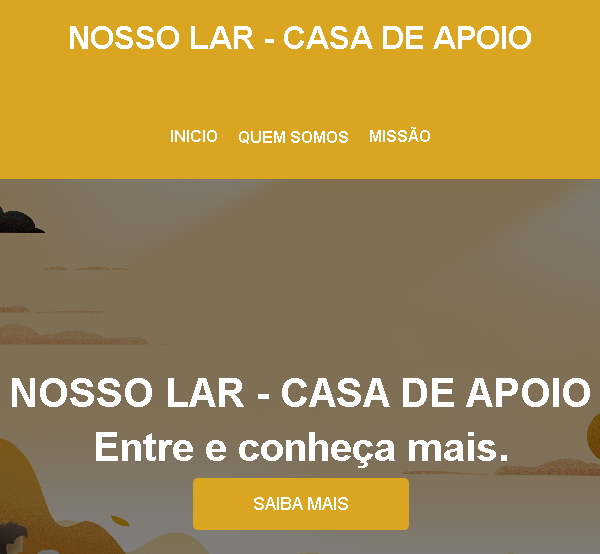 NOSSO LAR - CASA DE APOIO
INICIO QUEM SOMOS MISSÃO
NOSSO LAR - CASA DE APOIO
Entre e conheça mais.
SAIBA MAIS